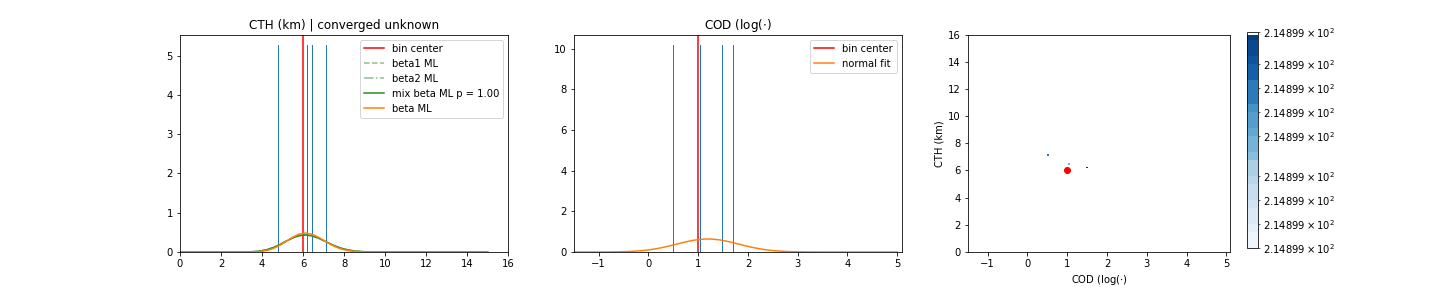 CTH (km) | converged unknown
bin center
beta1 ML
beta2 ML
mix beta ML p = 1.00
beta ML
5
4
3
2
1
0
0 2 4 6 8 10 12 14 16
COD (log(·)
bin center
normal fit
10
8
6
4
2
0
−1 0 1 2 3 4 5
CTH (km)
16
14
12
10
8
6
4
2
0
−1 0 1 2 3 4 5
COD (log(·)
2.14899 × 10²
2.14899 × 10²
2.14899 × 10²
2.14899 × 10²
2.14899 × 10²
2.14899 × 10²
2.14899 × 10²
2.14899 × 10²
2.14899 × 10²